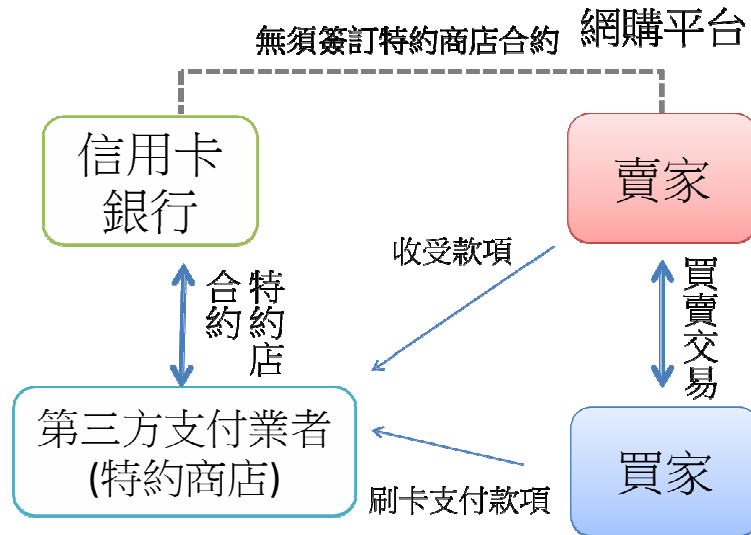 無須簽訂特約商店合約
網購平台
信用卡
銀行
賣家
收受款項
特約店
合約
買賣交易
第三方支付業者
(特約商店)
買家
刷卡支付款項